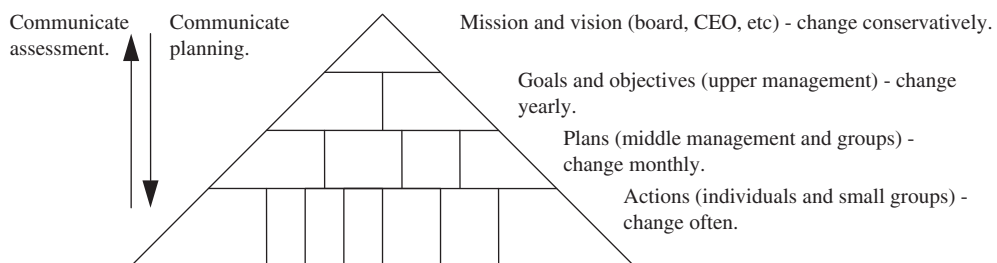 Communicate
assessment.
Communicate
planning.
Mission and vision (board, CEO, etc) - change conservatively.
Goals and objectives (upper management) - change
yearly.
Plans (middle management and groups) -
change monthly.
Actions (individuals and small groups) -
change often.